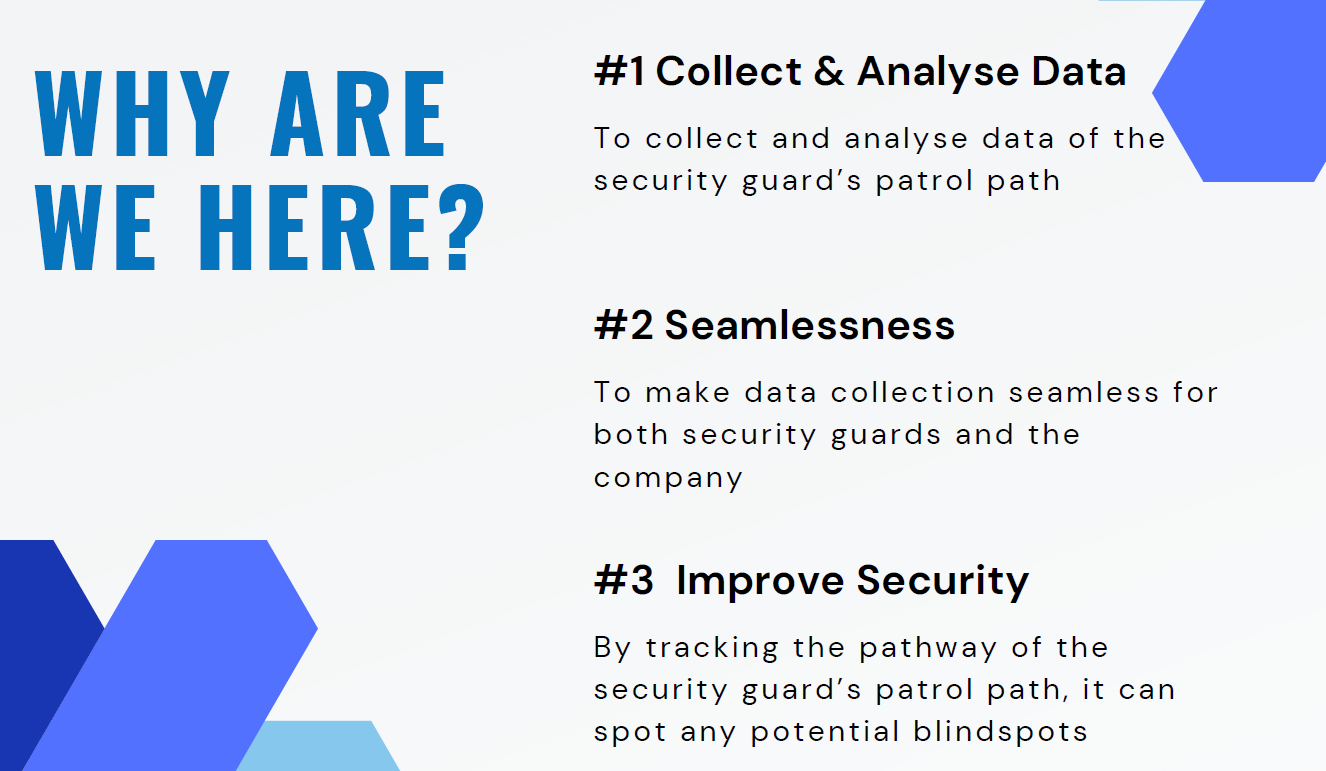 WHY ARE
WE HERE?
#1 Collect & Analyse Data
To collect and analyse data of the
security guard’s patrol path
#2 Seamlessness
To make data collection seamless for
both security guards and the
company
#3  Improve Security
By tracking the pathway of the
security guard’s patrol path, it can
spot any potential blindspots